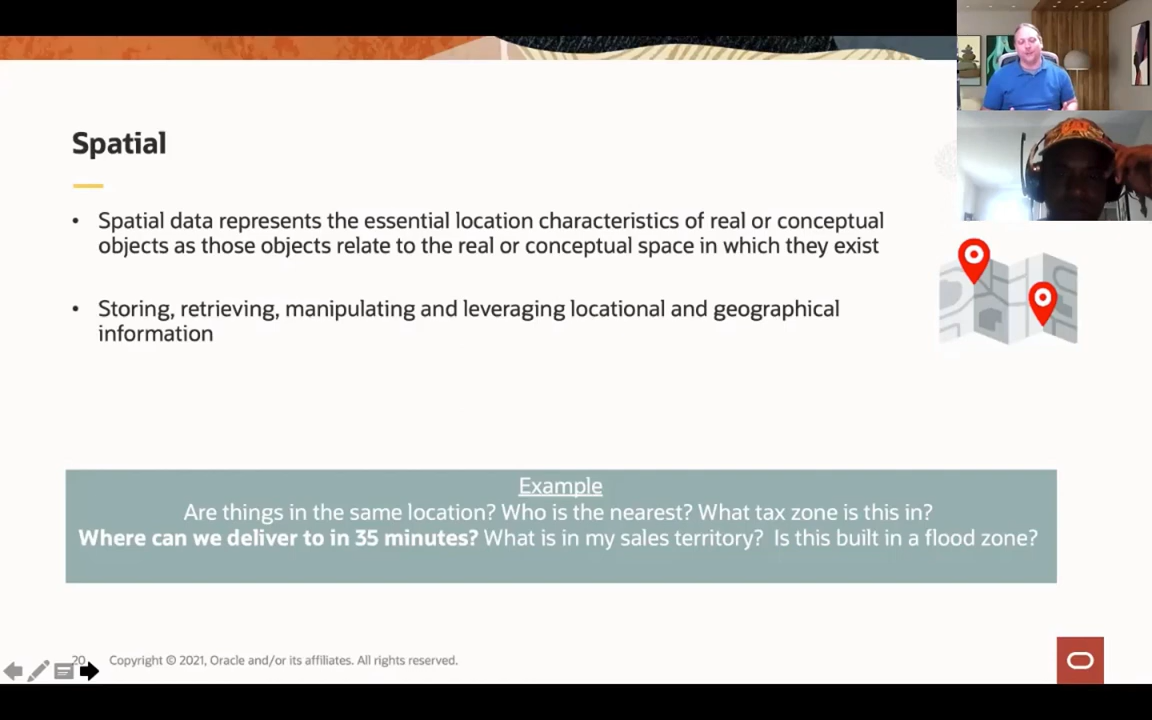 Spatial
• Spatial data represents the essential location characteristics of real or conceptual
objects as those objects relate to the real or conceptual space in which they exist
• Storing, retrieving, manipulating and leveraging locational and geographical
information
Example
Are things in the same location? Who is the nearest? What tax zone is this in?
Where can we deliver to in 35 minutes? What is in my sales territory? Is this built in a flood zone?
20 Copyright © 2021, Oracle and/or its affiliates. All rights reserved.